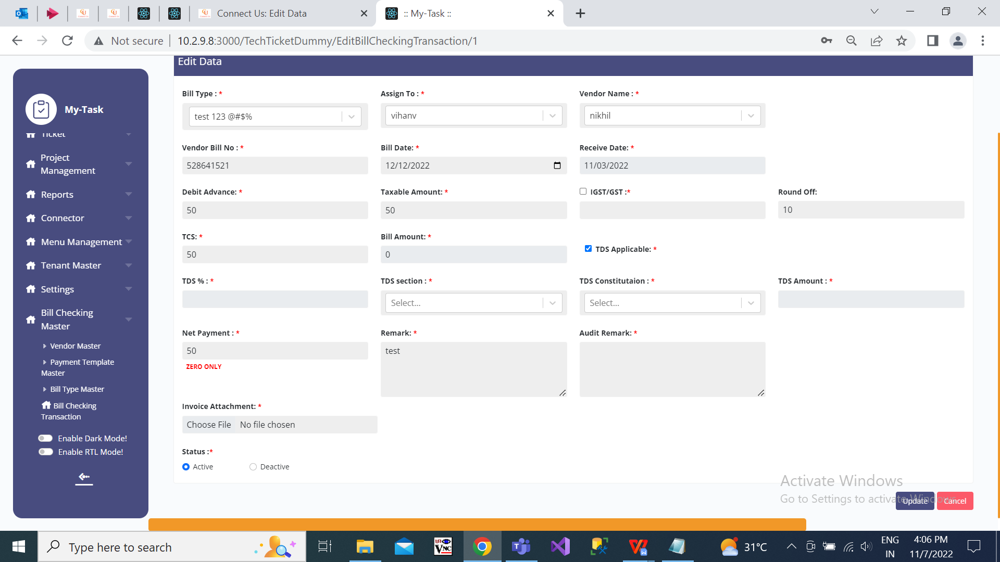 Connect Us: Edit Data
:: My-Task ::
Not secure
10.2.9.8:3000/TechTicketDummy/EditBillCheckingTransaction/1
My-Task
Ticket
Project
Management
Reports
Connector
Menu Management
Tenant Master
Settings
Bill Checking
Master
Vendor Master
Payment Template
Master
Bill Type Master
Bill Checking
Transaction
Enable Dark Mode!
Enable RTL Mode!
Edit Data
Bill Type : *
Assign To : *
Vendor Name : *
test 123 @#$%
vihanv
nikhil
Vendor Bill No : *
Bill Date: *
Receive Date: *
528641521
12/12/2022
11/03/2022
Debit Advance: *
Taxable Amount: *
IGST/GST :*
Round Off:
50
50
10
TCS: *
Bill Amount: *
TDS Applicable: *
50
0
TDS % : *
TDS section : *
TDS Constitutaion : *
TDS Amount : *
Select...
Select...
Net Payment : *
Remark: *
Audit Remark: *
50
test
ZERO ONLY
Invoice Attachment: *
Choose File No file chosen
Status :*
Active
Deactive
Activate Windows
Go to Settings to activate Windows.
Update
Cancel
Type here to search
31°C
ENG
IN
4:06 PM
11/7/2022